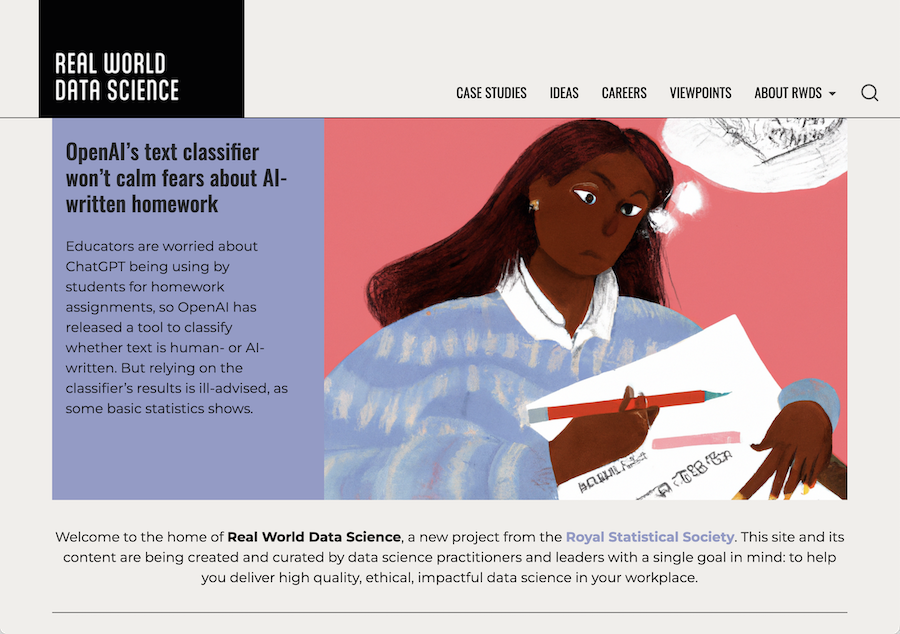 REAL WORLD
DATA SCIENCE
CASE STUDIES IDEAS CAREERS VIEWPOINTS ABOUT RWDS
OpenAI’s text classifier
won’t calm fears about AI-
written homework
Educators are worried about
ChatGPT being using by
students for homework
assignments, so OpenAI has
released a tool to classify
whether text is human- or AI-
written. But relying on the
classifier’s results is ill-advised, as
some basic statistics shows.
Welcome to the home of Real World Data Science, a new project from the Royal Statistical Society. This site and its
content are being created and curated by data science practitioners and leaders with a single goal in mind: to help
you deliver high quality, ethical, impactful data science in your workplace.